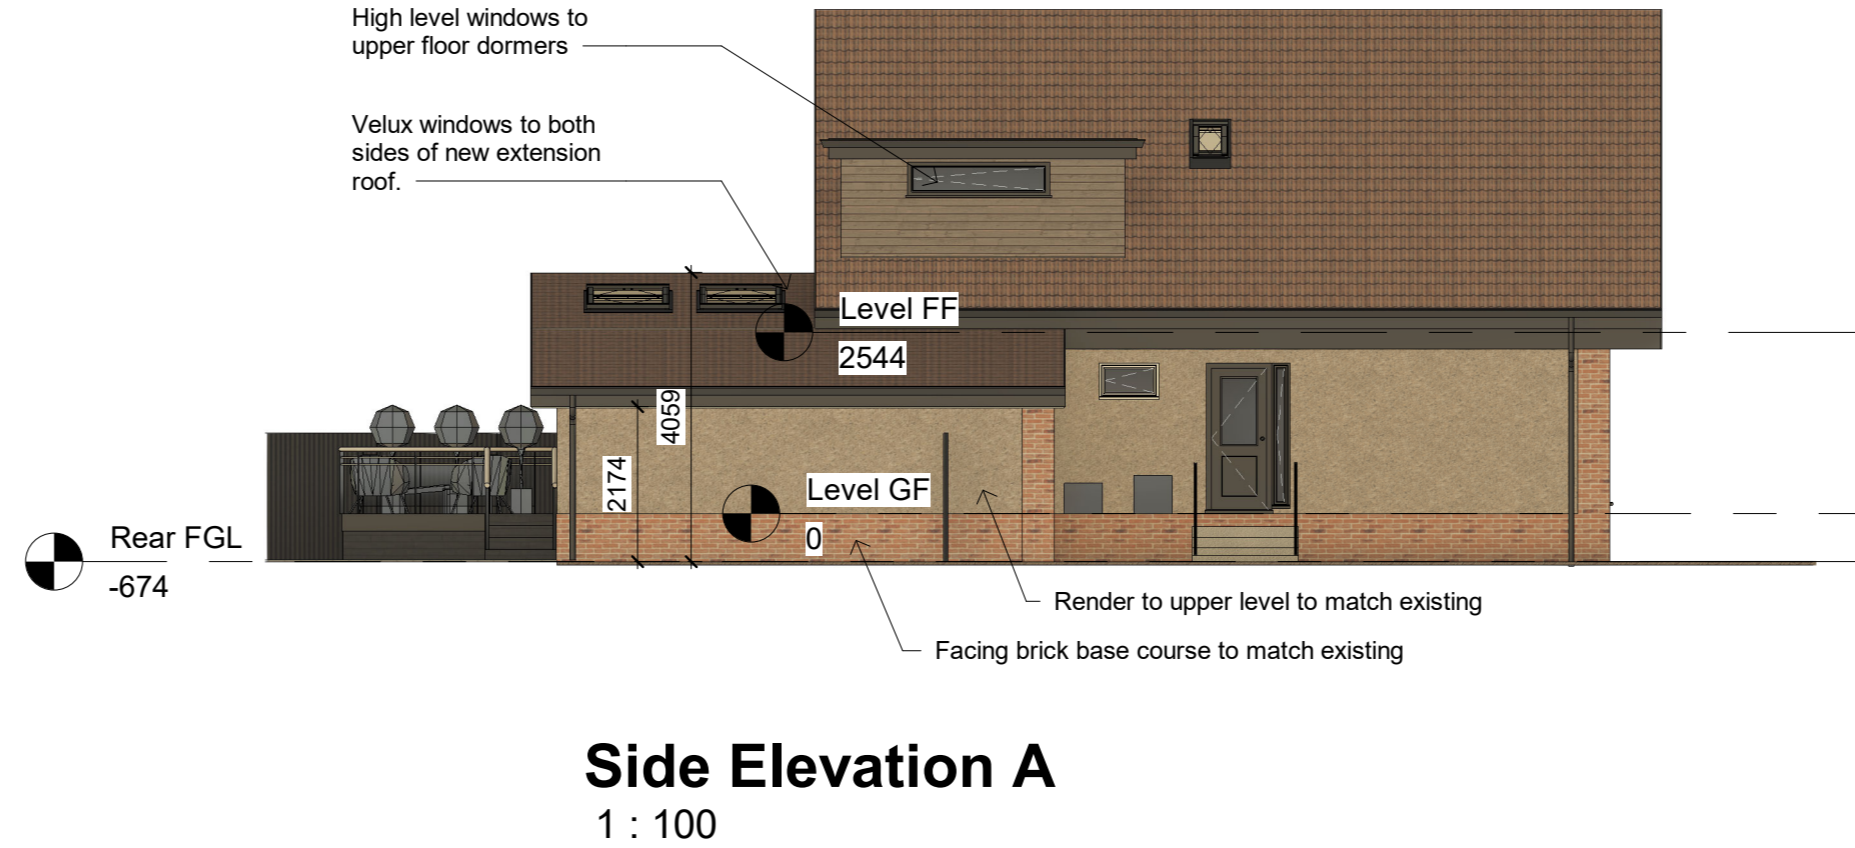 High level windows to
upper floor dormers
Velux windows to both
sides of new extension
roof.
Level FF
2544
4059
2174
Level GF
0
Rear FGL
-674
Render to upper level to match existing
Facing brick base course to match existing
Side Elevation A
1 : 100